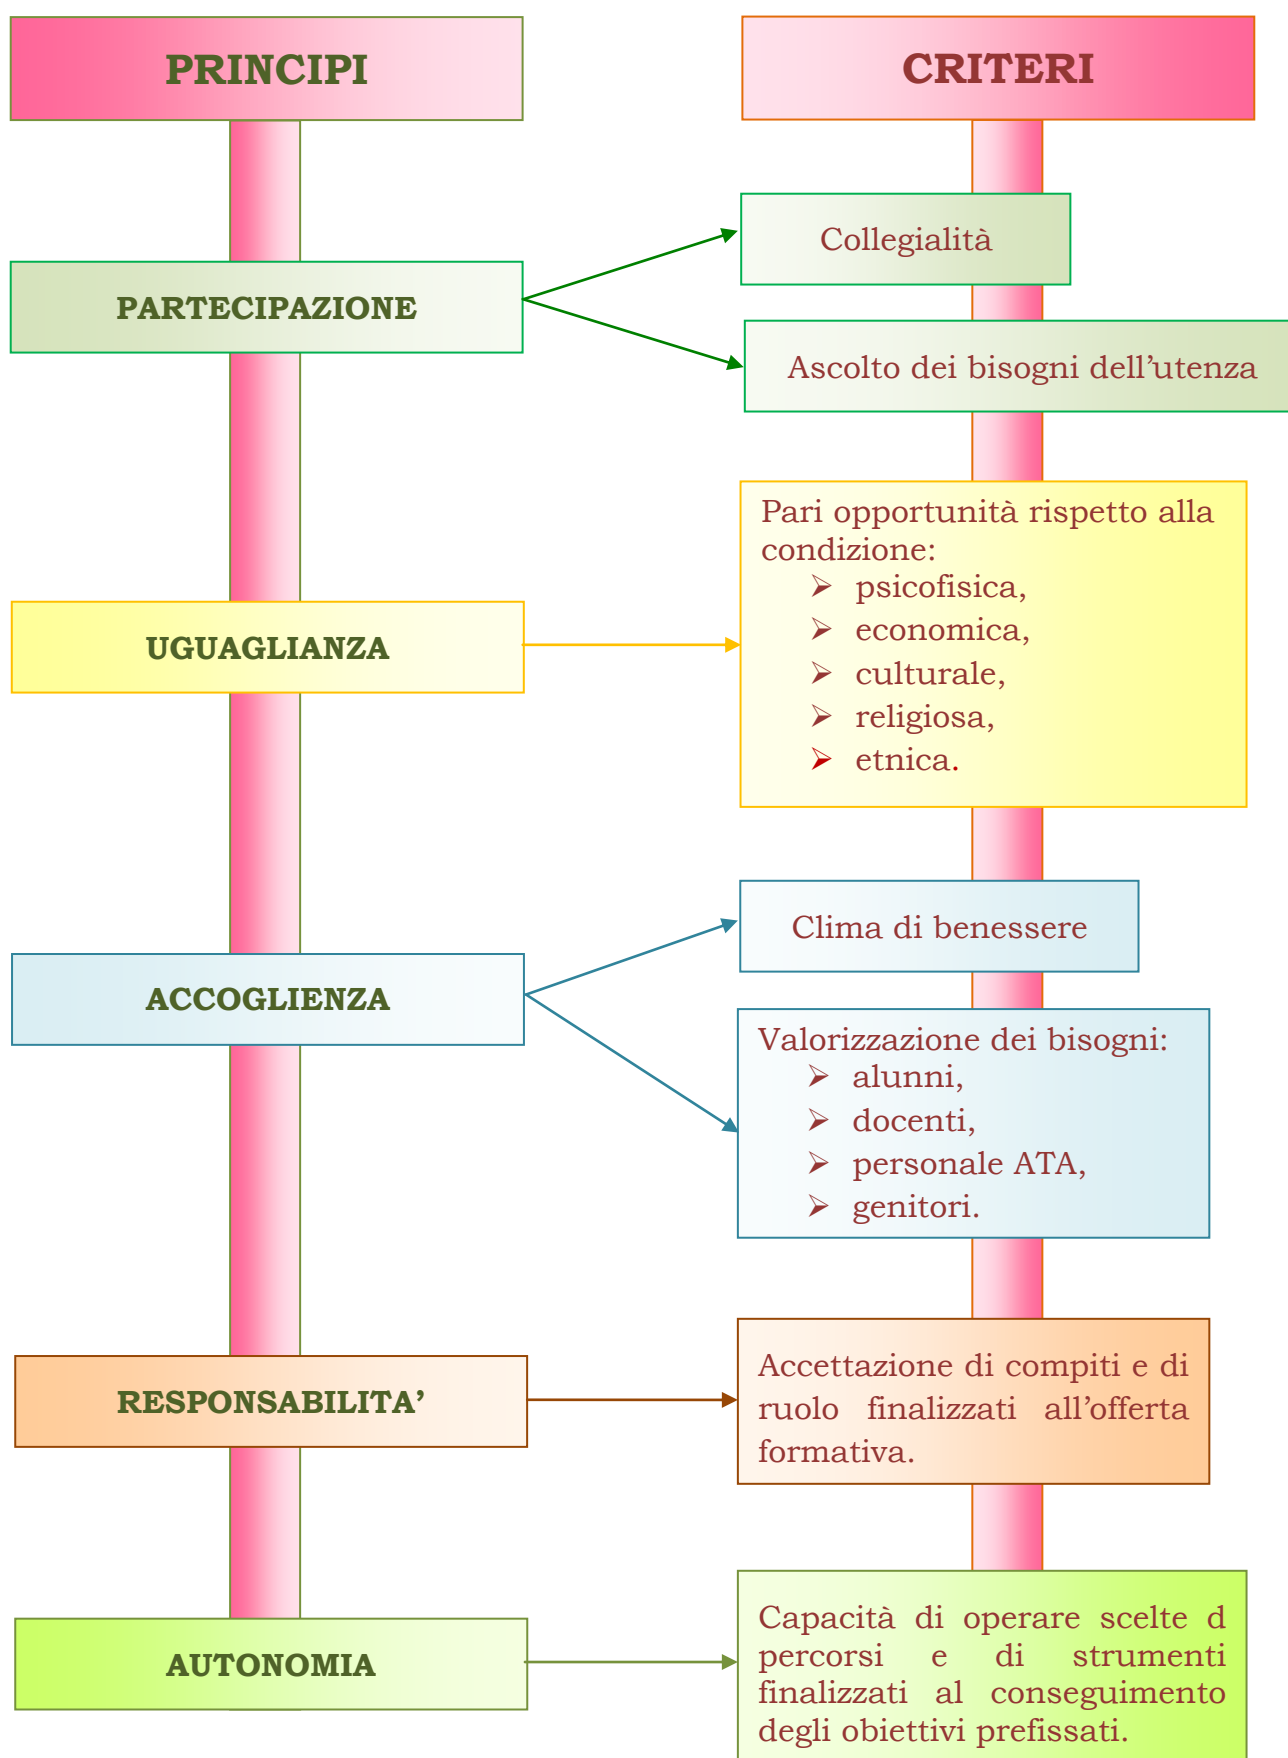 PRINCIPI
CRITERI
PARTECIPAZIONE
Collegialità
Ascolto dei bisogni dell’utenza
UGUAGLIANZA
Pari opportunità rispetto alla
condizione:
➢ psicofisica,
➢ economica,
➢ culturale,
➢ religiosa,
➢ etnica.
ACCOGLIENZA
Clima di benessere
Valorizzazione dei bisogni:
➢ alunni,
➢ docenti,
➢ personale ATA,
➢ genitori.
RESPONSABILITA’
Accettazione di compiti e di
ruolo finalizzati all’offerta
formativa.
AUTONOMIA
Capacità di operare scelte d
percorsi e di strumenti
finalizzati al conseguimento
degli obiettivi prefissati.